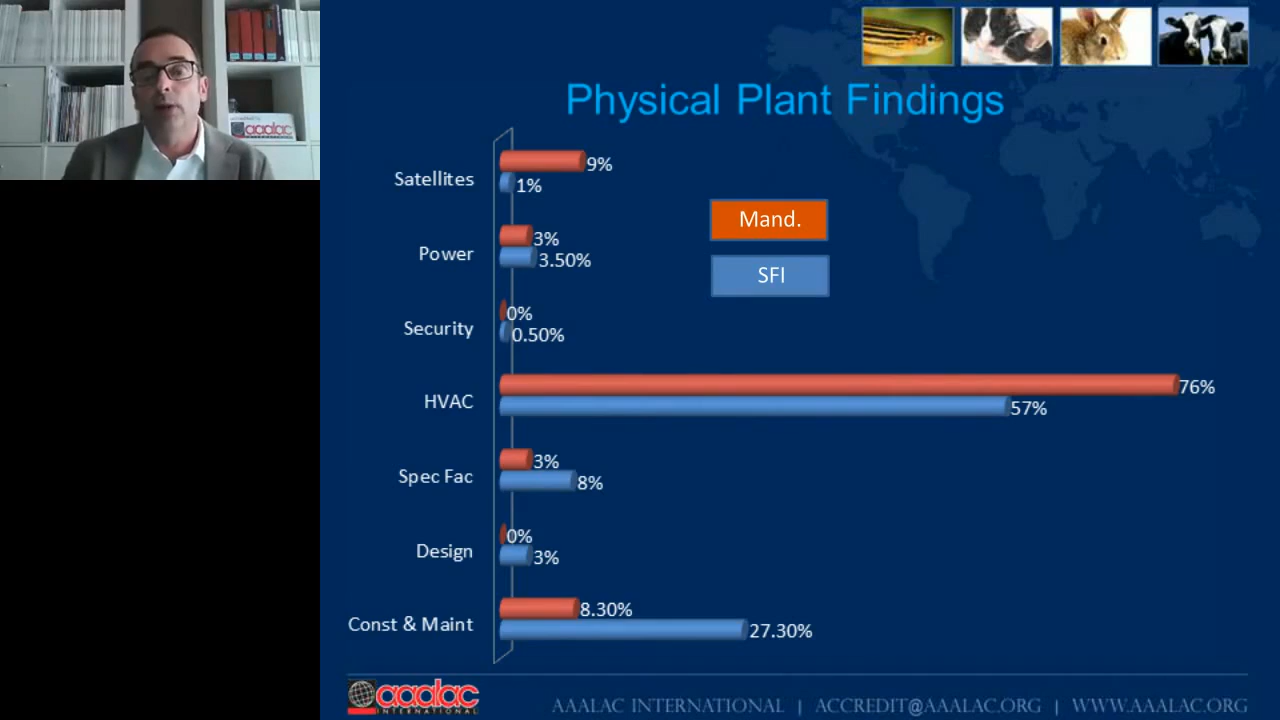 aaalac
Physical Plant Findings
Satellites
9%
1%
Mand.
Power
3%
3.50%
SFI
Security
0%
0.50%
HVAC
76%
57%
Spec Fac
3%
8%
Design
0%
3%
Const & Maint
8.30%
27.30%
aaalac
INTERNATIONAL
AAALAC INTERNATIONAL | ACCREDIT@AAALAC.ORG | WWW.AAALAC.ORG